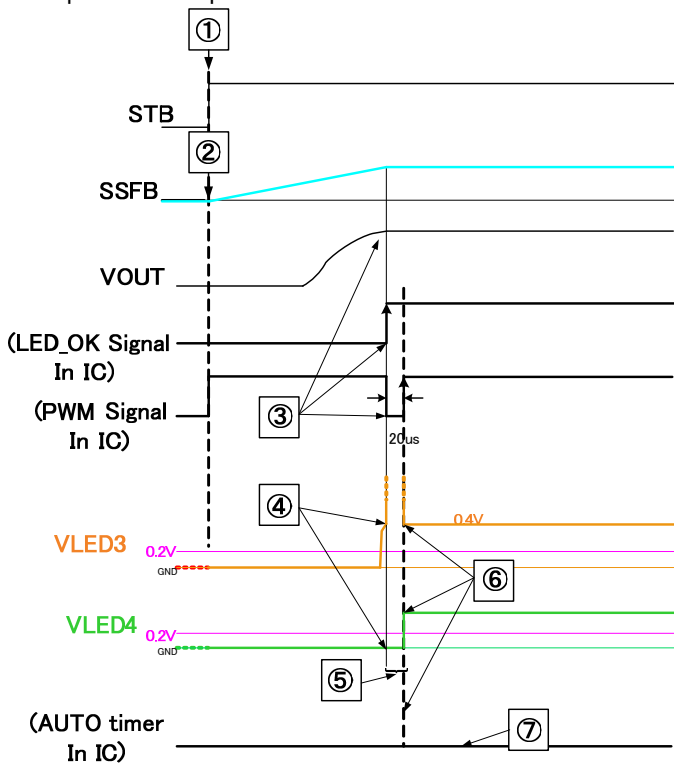 ①
STB
②
SSFB
VOUT
(LED_OK Signal
In IC)
(PWM Signal
In IC)
③
20us
④
0.4V
VLED3
0.2V
GND
⑥
VLED4
0.2V
GND
⑤
(AUTO timer
In IC)
⑦